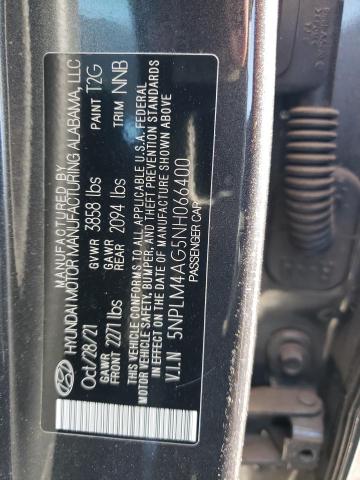 MANUFACTURED BY
HYUNDAI MOTOR MANUFACTURING ALABAMA, LLC
Oct/28/21 GVWR 3858 lbs PAINT T2G
GAWR FRONT 2271 lbs GAWR REAR 2094 lbs TRIM NNB
THIS VEHICLE CONFORMS TO ALL APPLICABLE U.S.A. FEDERAL
MOTOR VEHICLE SAFETY, BUMPER, AND THEFT PREVENTION STANDARDS
IN EFFECT ON THE DATE OF MANUFACTURE SHOWN ABOVE
V.I.N 5NPLM4AG5NH066400
PASSENGER CAR